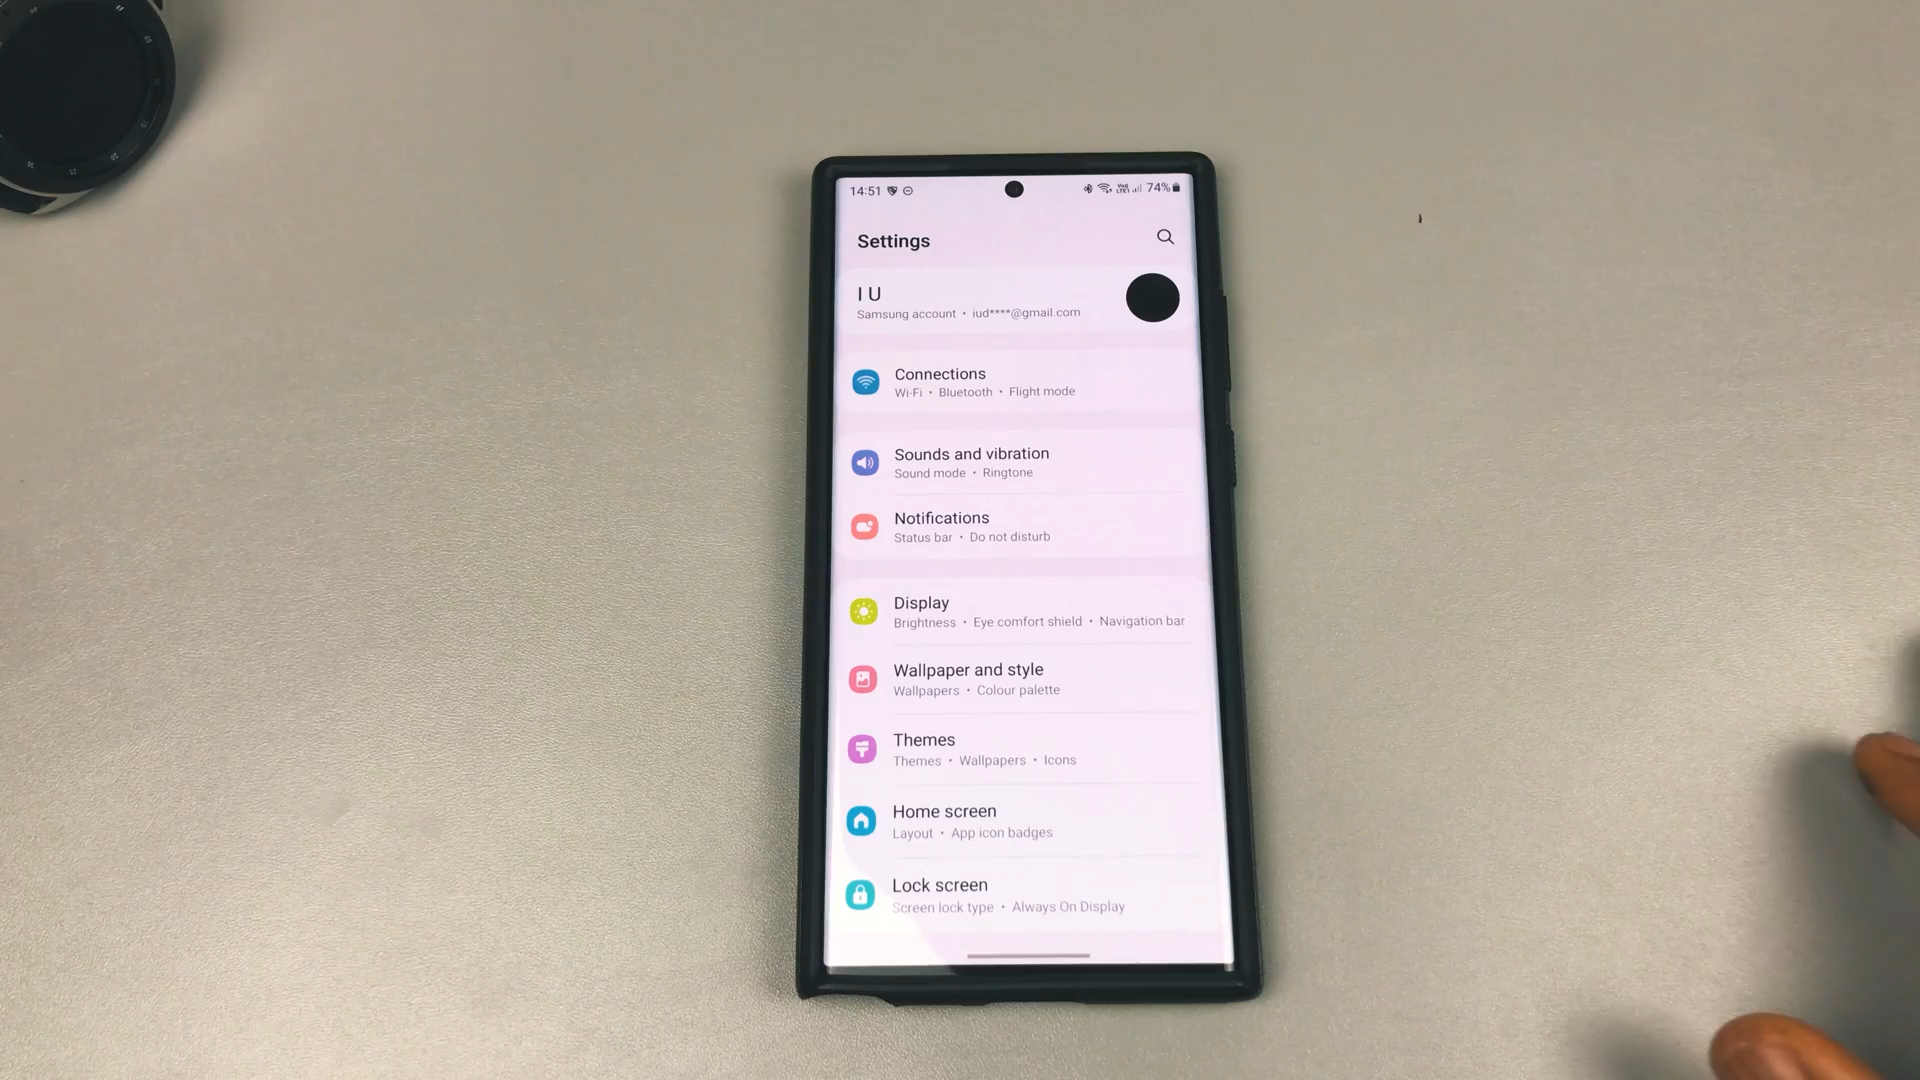 14:51 74%
Settings
I U
Samsung account • iud****@gmail.com
Connections
Wi-Fi • Bluetooth • Flight mode
Sounds and vibration
Sound mode • Ringtone
Notifications
Status bar • Do not disturb
Display
Brightness • Eye comfort shield • Navigation bar
Wallpaper and style
Wallpapers • Colour palette
Themes
Themes • Wallpapers • Icons
Home screen
Layout • App icon badges
Lock screen
Screen lock type • Always On Display